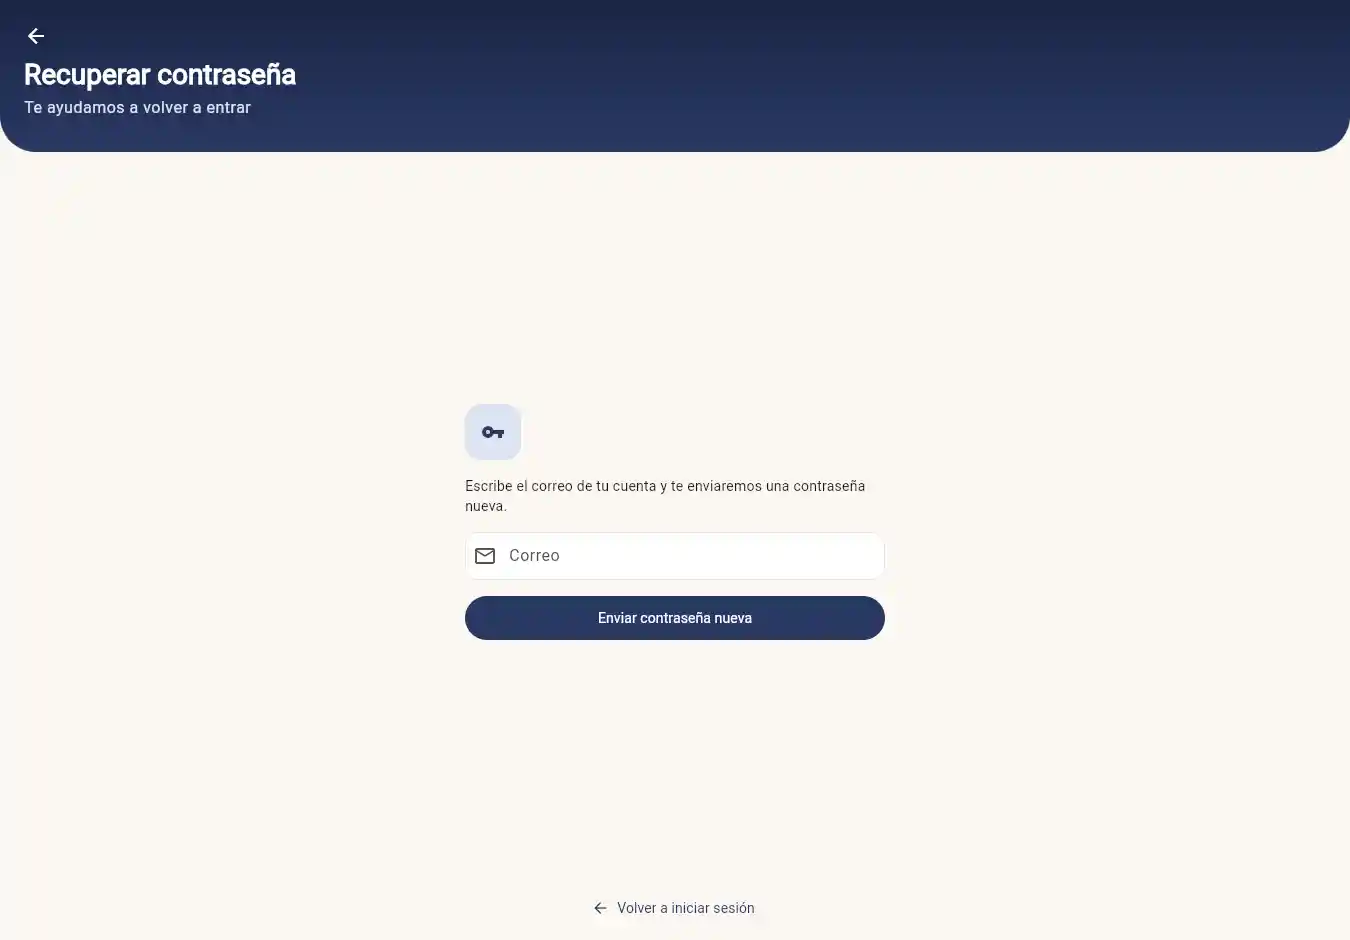 Recuperar contraseña
Te ayudamos a volver a entrar
Escribe el correo de tu cuenta y te enviaremos una contraseña
nueva.
Correo
Enviar contraseña nueva
Volver a iniciar sesión